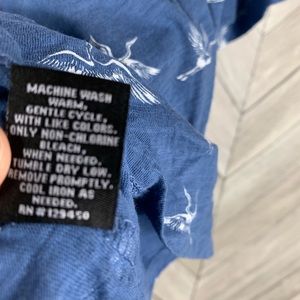 MACHINE WASH
WARM,
GENTLE CYCLE,
WITH LIKE COLORS.
ONLY NON-CHLORINE
BLEACH,
WHEN NEEDED.
TUMBLE DRY LOW.
REMOVE PROMPTLY.
COOL IRON AS
NEEDED.
RN# 129450